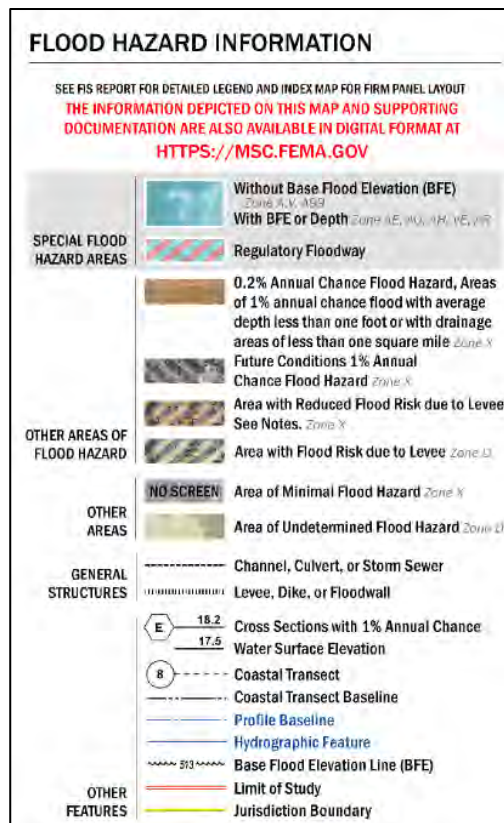 FLOOD HAZARD INFORMATION
SEE FIS REPORT FOR DETAILED LEGEND AND INDEX MAP FOR FIRM PANEL LAYOUT
THE INFORMATION DEPICTED ON THIS MAP AND SUPPORTING
DOCUMENTATION ARE ALSO AVAILABLE IN DIGITAL FORMAT AT
HTTPS://MSC.FEMA.GOV
SPECIAL FLOOD
HAZARD AREAS
Without Base Flood Elevation (BFE)
Zone A,V, A99
With BFE or Depth Zone AE, AO, AH, VE, AR
Regulatory Floodway
OTHER AREAS OF
FLOOD HAZARD
0.2% Annual Chance Flood Hazard, Areas
of 1% annual chance flood with average
depth less than one foot or with drainage
areas of less than one square mile Zone X
Future Conditions 1% Annual
Chance Flood Hazard Zone X
Area with Reduced Flood Risk due to Levee
See Notes. Zone X
Area with Flood Risk due to Levee Zone D
OTHER
AREAS
NO SCREEN Area of Minimal Flood Hazard Zone X
Area of Undetermined Flood Hazard Zone D
GENERAL
STRUCTURES
Channel, Culvert, or Storm Sewer
Levee, Dike, or Floodwall
OTHER
FEATURES
E 18.2 Cross Sections with 1% Annual Chance
17.5 Water Surface Elevation
8 Coastal Transect
Coastal Transect Baseline
Profile Baseline
Hydrographic Feature
513 Base Flood Elevation Line (BFE)
Limit of Study
Jurisdiction Boundary